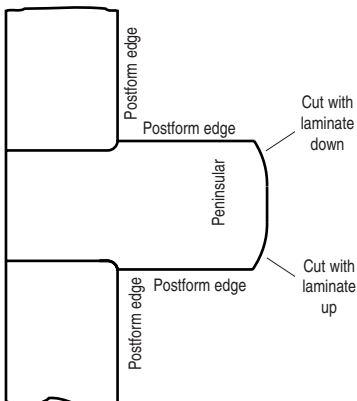 Postform edge
Postform edge
Cut with
laminate
down
Peninsular
Cut with
laminate
up
Postform edge
Postform edge